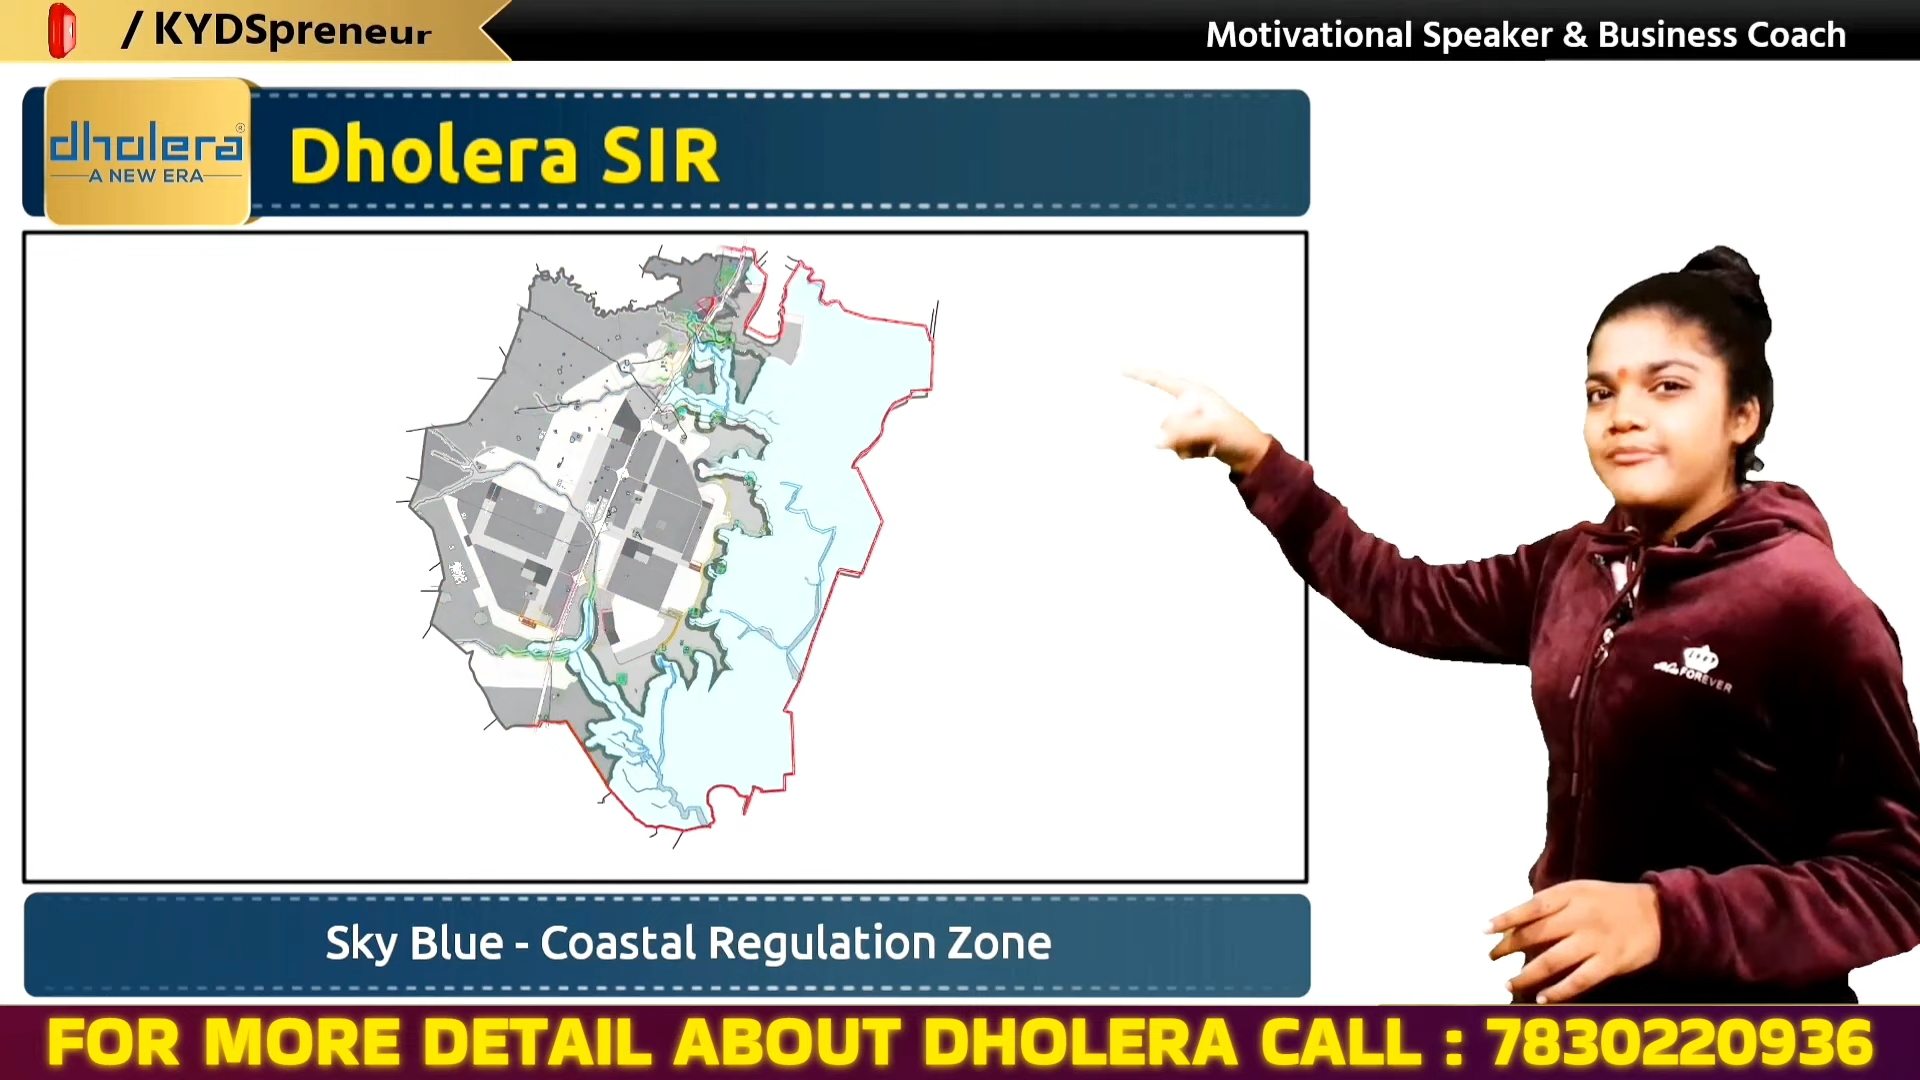 / KYDSpreneur
Motivational Speaker & Business Coach
dholera®
A NEW ERA
Dholera SIR
FOREVER
Sky Blue - Coastal Regulation Zone
FOR MORE DETAIL ABOUT DHOLERA CALL : 7830220936